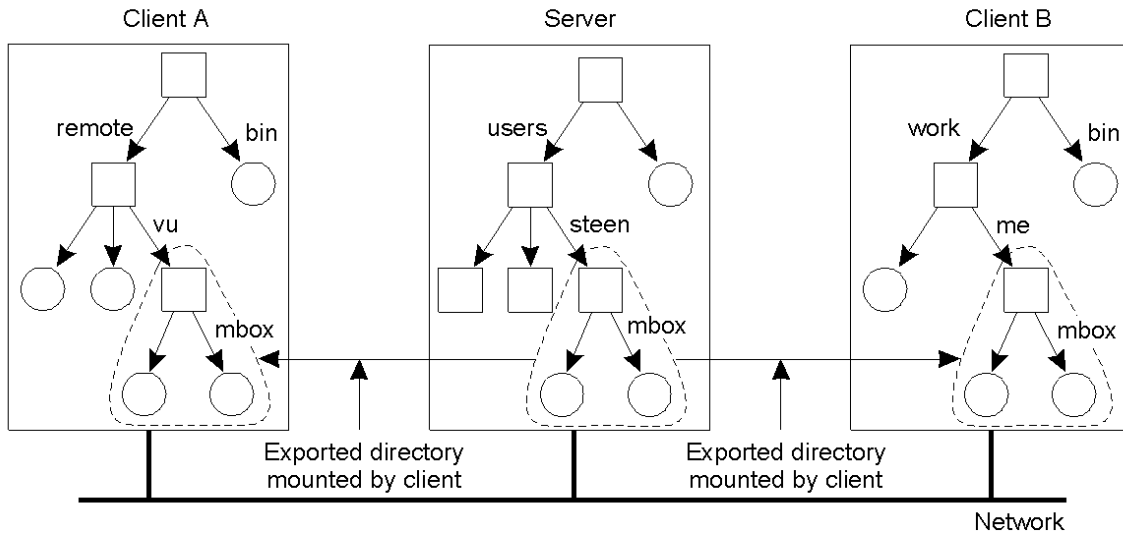 Client A
Server
Client B
remote
bin
users
work
bin
vu
steen
me
mbox
mbox
mbox
Exported directory
mounted by client
Exported directory
mounted by client
Network